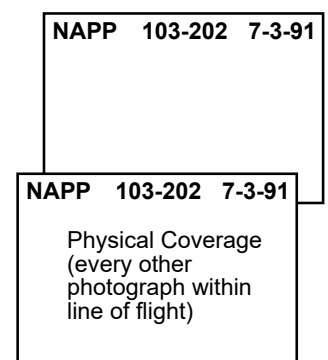 NAPP 103-202 7-3-91
NAPP 103-202 7-3-91
Physical Coverage
(every other
photograph within
line of flight)